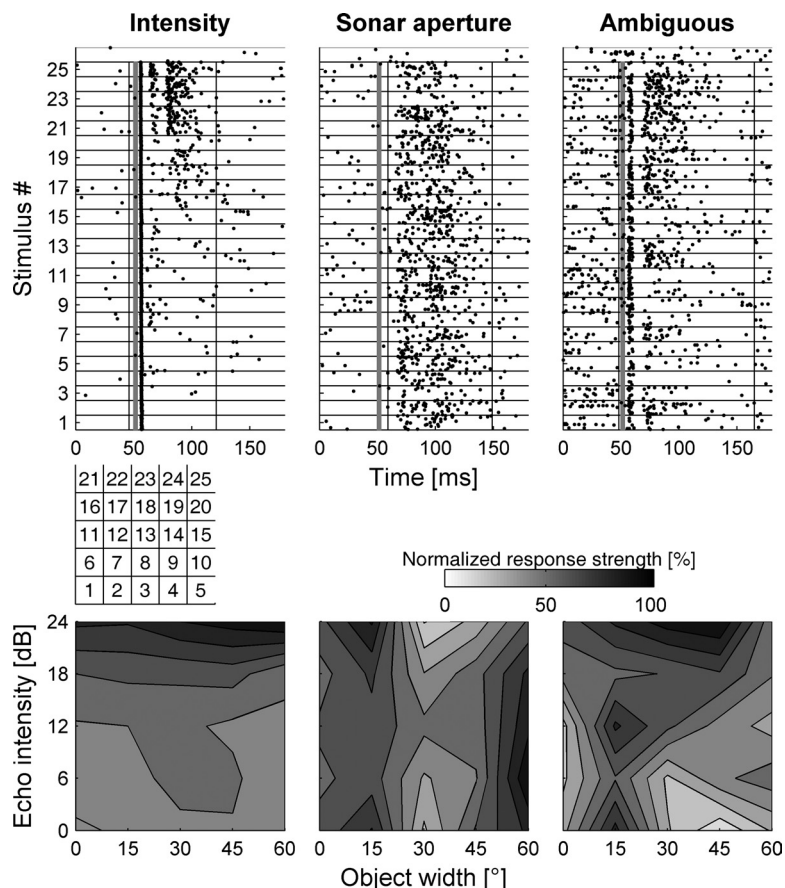 Intensity
Sonar aperture
Ambiguous
Stimulus #
25
23
21
19
17
15
13
11
9
7
5
3
1
0 50 100 150
0 50 100 150
0 50 100 150
Time [ms]
21 22 23 24 25
16 17 18 19 20
11 12 13 14 15
6 7 8 9 10
1 2 3 4 5
Normalized response strength [%]
0 50 100
Echo intensity [dB]
24
18
12
6
0
0 15 30 45 60
0 15 30 45 60
0 15 30 45 60
Object width [°]